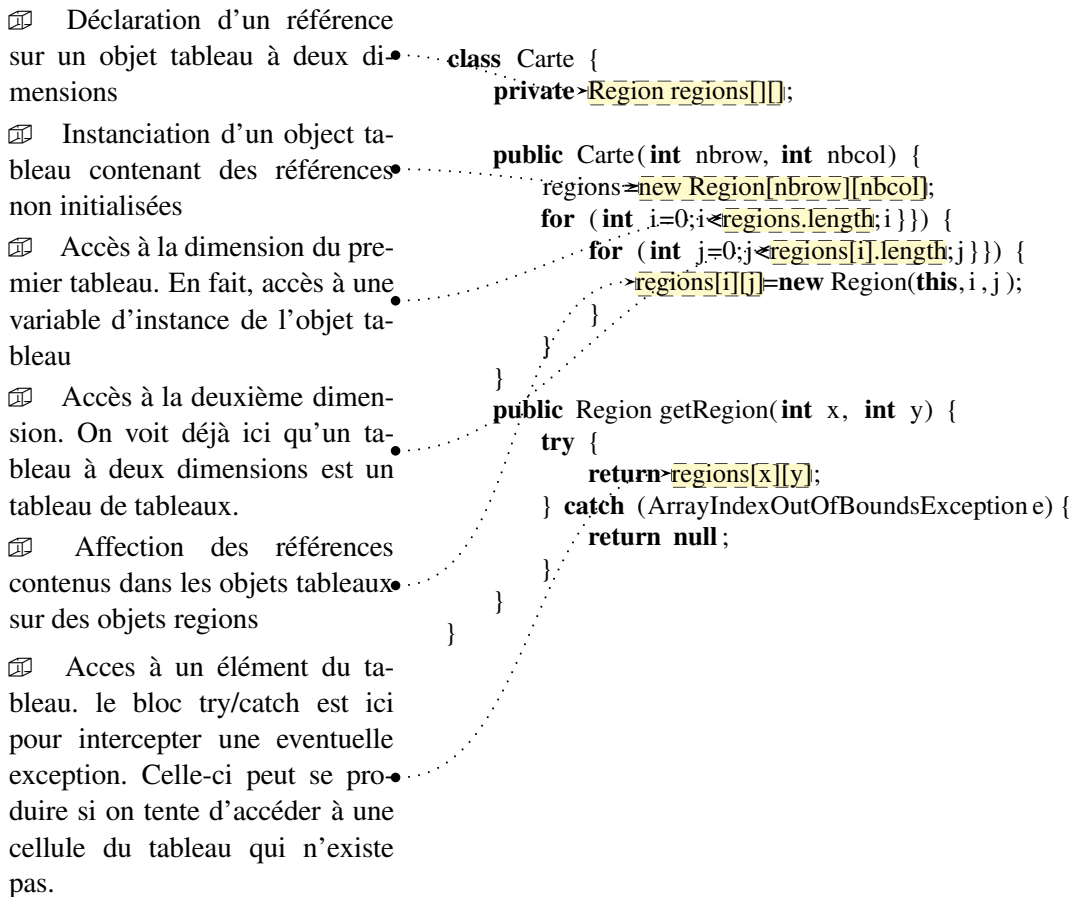 Déclaration d’un référence
sur un objet tableau à deux di-
mensions
Instanciation d’un object ta-
bleau contenant des références
non initialisées
Accès à la dimension du pre-
mier tableau. En fait, accès à une
variable d’instance de l’objet ta-
bleau
Accès à la deuxième dimen-
sion. On voit déjà ici qu’un ta-
bleau à deux dimensions est un
tableau de tableaux.
Affection des références
contenus dans les objets tableaux
sur des objets regions
Acces à un élément du ta-
bleau. le bloc try/catch est ici
pour intercepter une eventuelle
exception. Celle-ci peut se pro-
duire si on tente d’accéder à une
cellule du tableau qui n’existe
pas.
class Carte {
private Region regions[][];
public Carte(int nbrow, int nbcol) {
regions=new Region[nbrow][nbcol];
for (int i=0;i<regions.length;i}}) {
for (int j=0;j<regions[i].length;j}}) {
regions[i][j]=new Region(this,i,j);
}
}
}
public Region getRegion(int x, int y) {
try {
return regions[x][y];
} catch (ArrayIndexOutOfBoundsException e) {
return null;
}
}
}